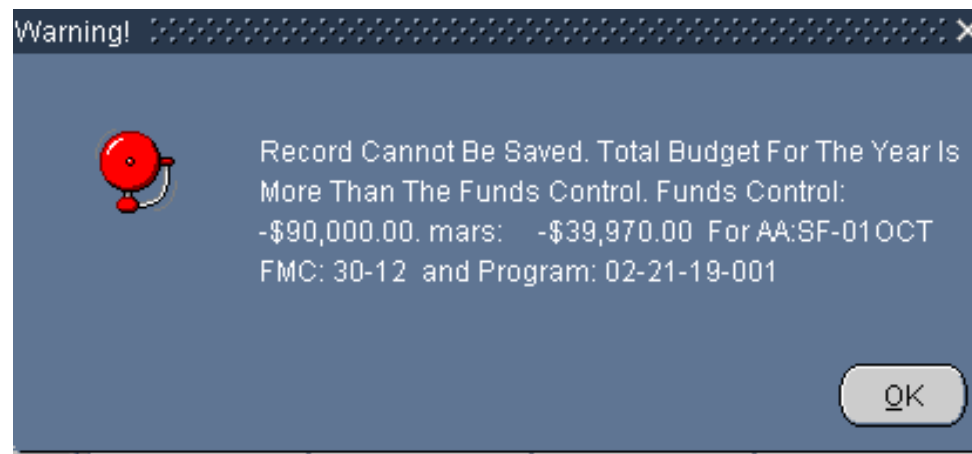 Warning!
Record Cannot Be Saved. Total Budget For The Year Is
More Than The Funds Control. Funds Control:
-$90,000.00. mars: -$39,970.00 For AA:SF-01OCT
FMC: 30-12 and Program: 02-21-19-001
OK